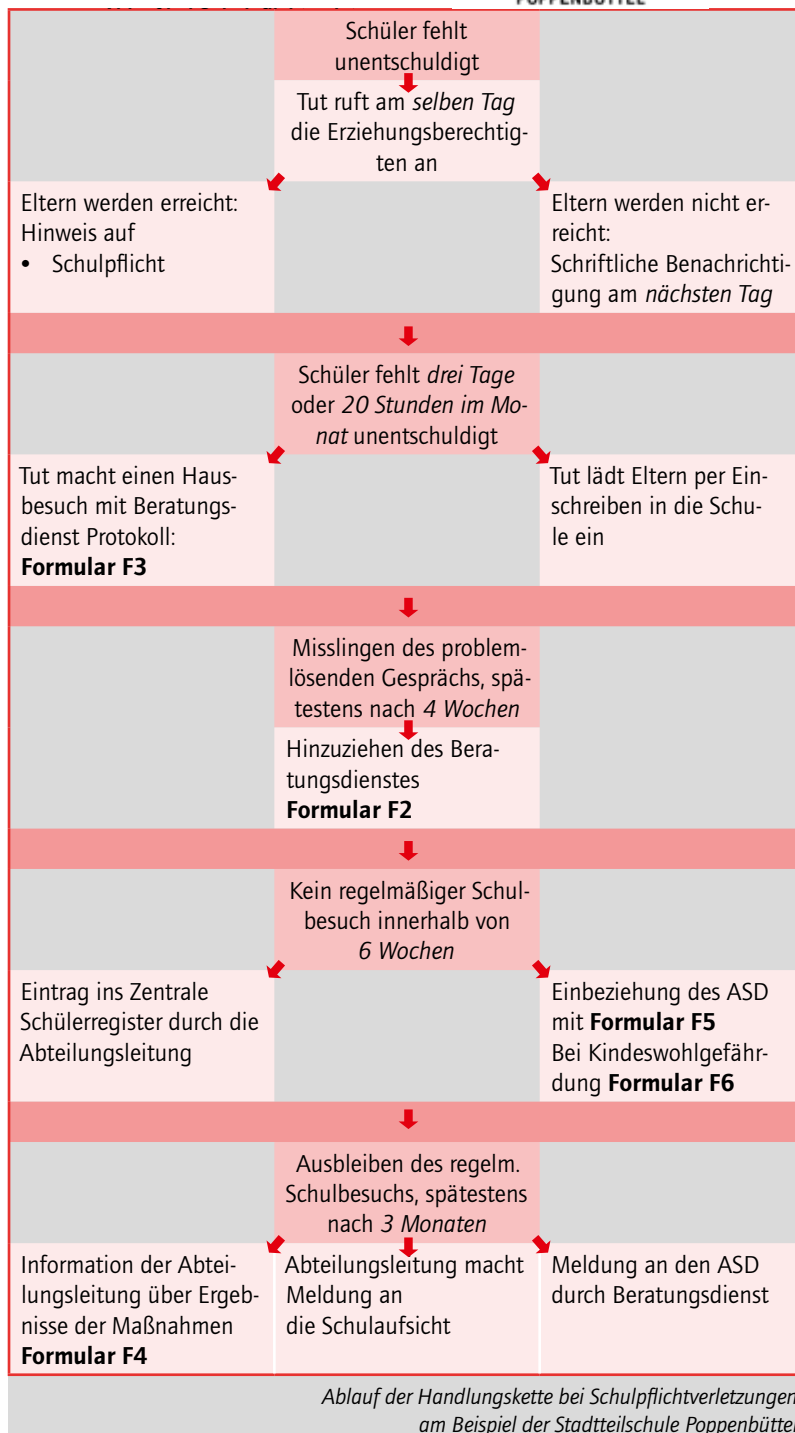 POPPENBÜTTEL
Schüler fehlt
unentschuldigt
Tut ruft am selben Tag
die Erziehungsberechtig-
ten an
Eltern werden erreicht:
Hinweis auf
• Schulpflicht
Eltern werden nicht er-
reicht:
Schriftliche Benachrichti-
gung am nächsten Tag
Schüler fehlt drei Tage
oder 20 Stunden im Mo-
nat unentschuldigt
Tut macht einen Haus-
besuch mit Beratungs-
dienst Protokoll:
Formular F3
Tut lädt Eltern per Ein-
schreiben in die Schu-
le ein
Misslingen des problem-
lösenden Gesprächs, spä-
testens nach 4 Wochen
Hinzuziehen des Bera-
tungsdienstes
Formular F2
Kein regelmäßiger Schul-
besuch innerhalb von
6 Wochen
Eintrag ins Zentrale
Schülerregister durch die
Abteilungsleitung
Einbeziehung des ASD
mit Formular F5
Bei Kindeswohlgefähr-
dung Formular F6
Ausbleiben des regelm.
Schulbesuchs, spätestens
nach 3 Monaten
Information der Abtei-
lungsleitung über Ergeb-
nisse der Maßnahmen
Formular F4
Abteilungsleitung macht
Meldung an
die Schulaufsicht
Meldung an den ASD
durch Beratungsdienst
Ablauf der Handlungskette bei Schulpflichtverletzungen
am Beispiel der Stadtteilschule Poppenbüttel